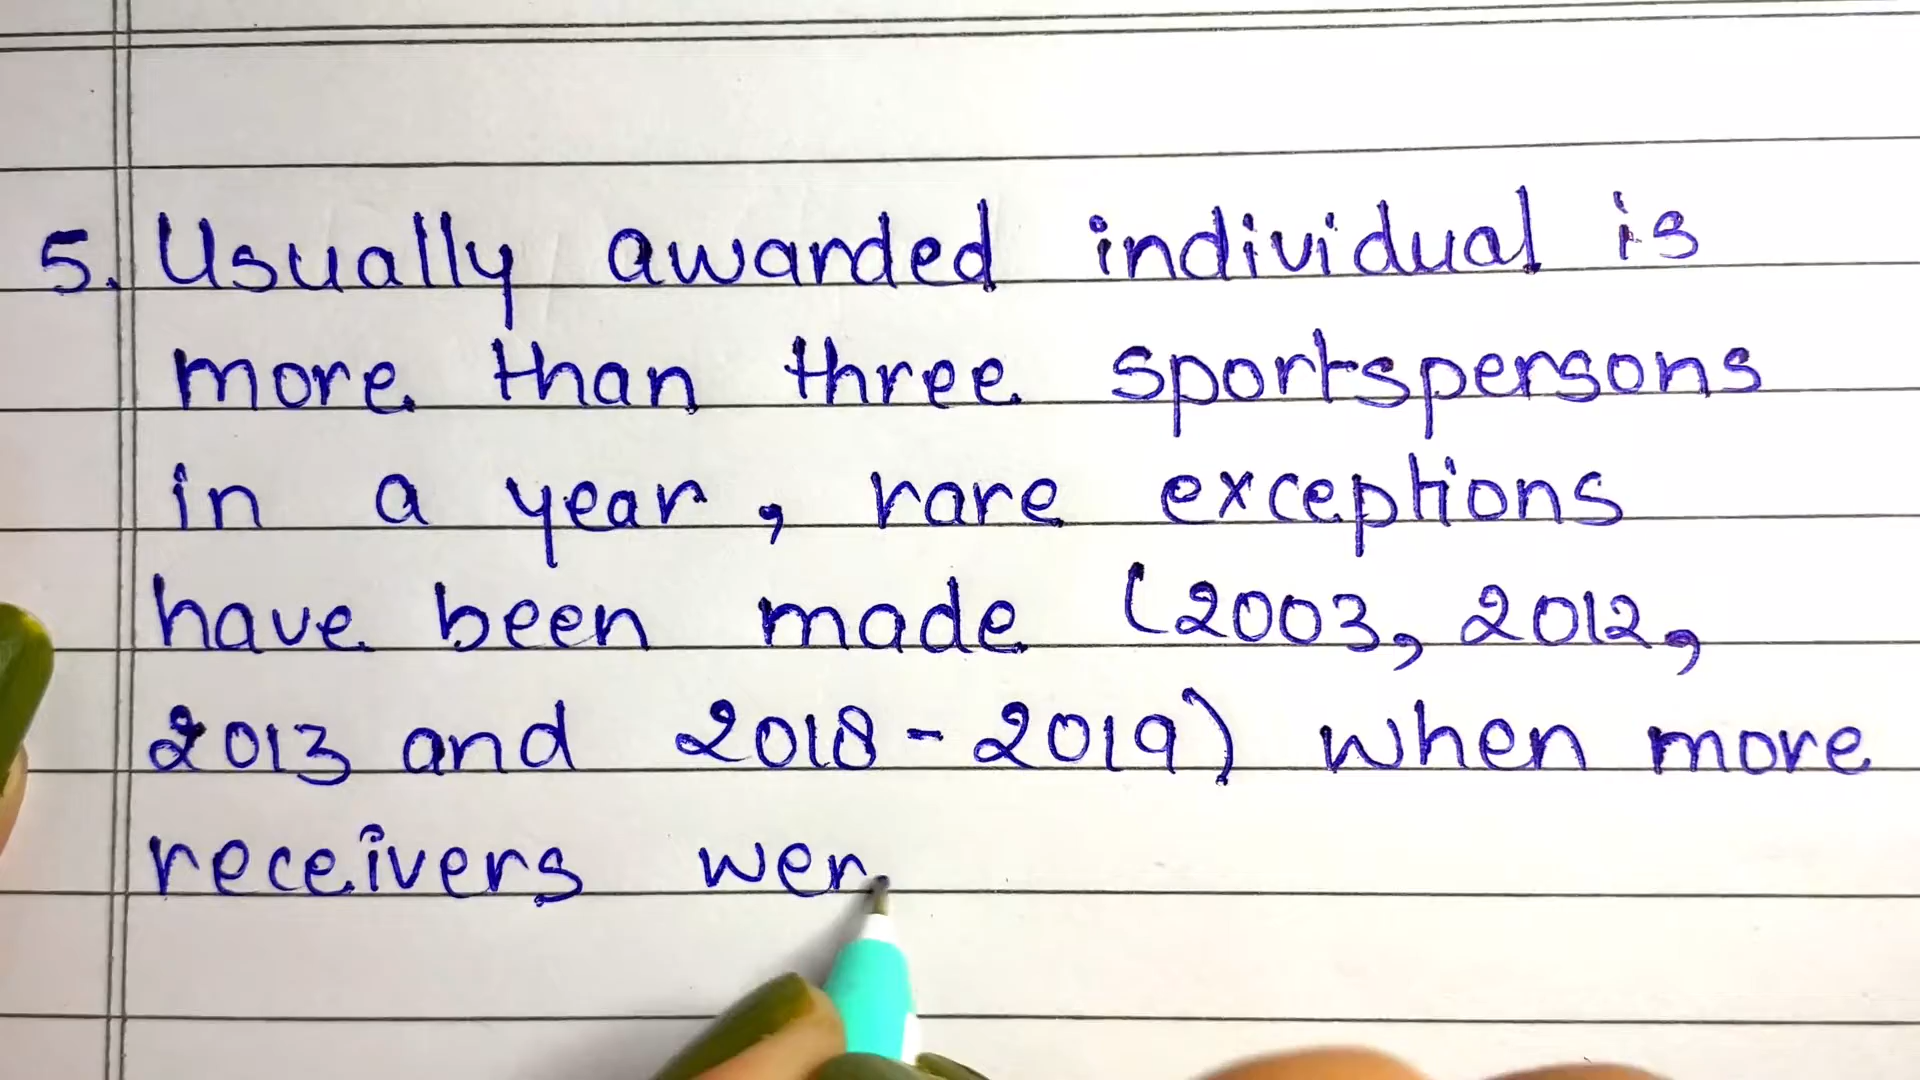 5. Usually awarded individual is
more than three sportspersons
in a year, rare exceptions
have been made (2003, 2012,
2013 and 2018-2019) when more
receivers wer